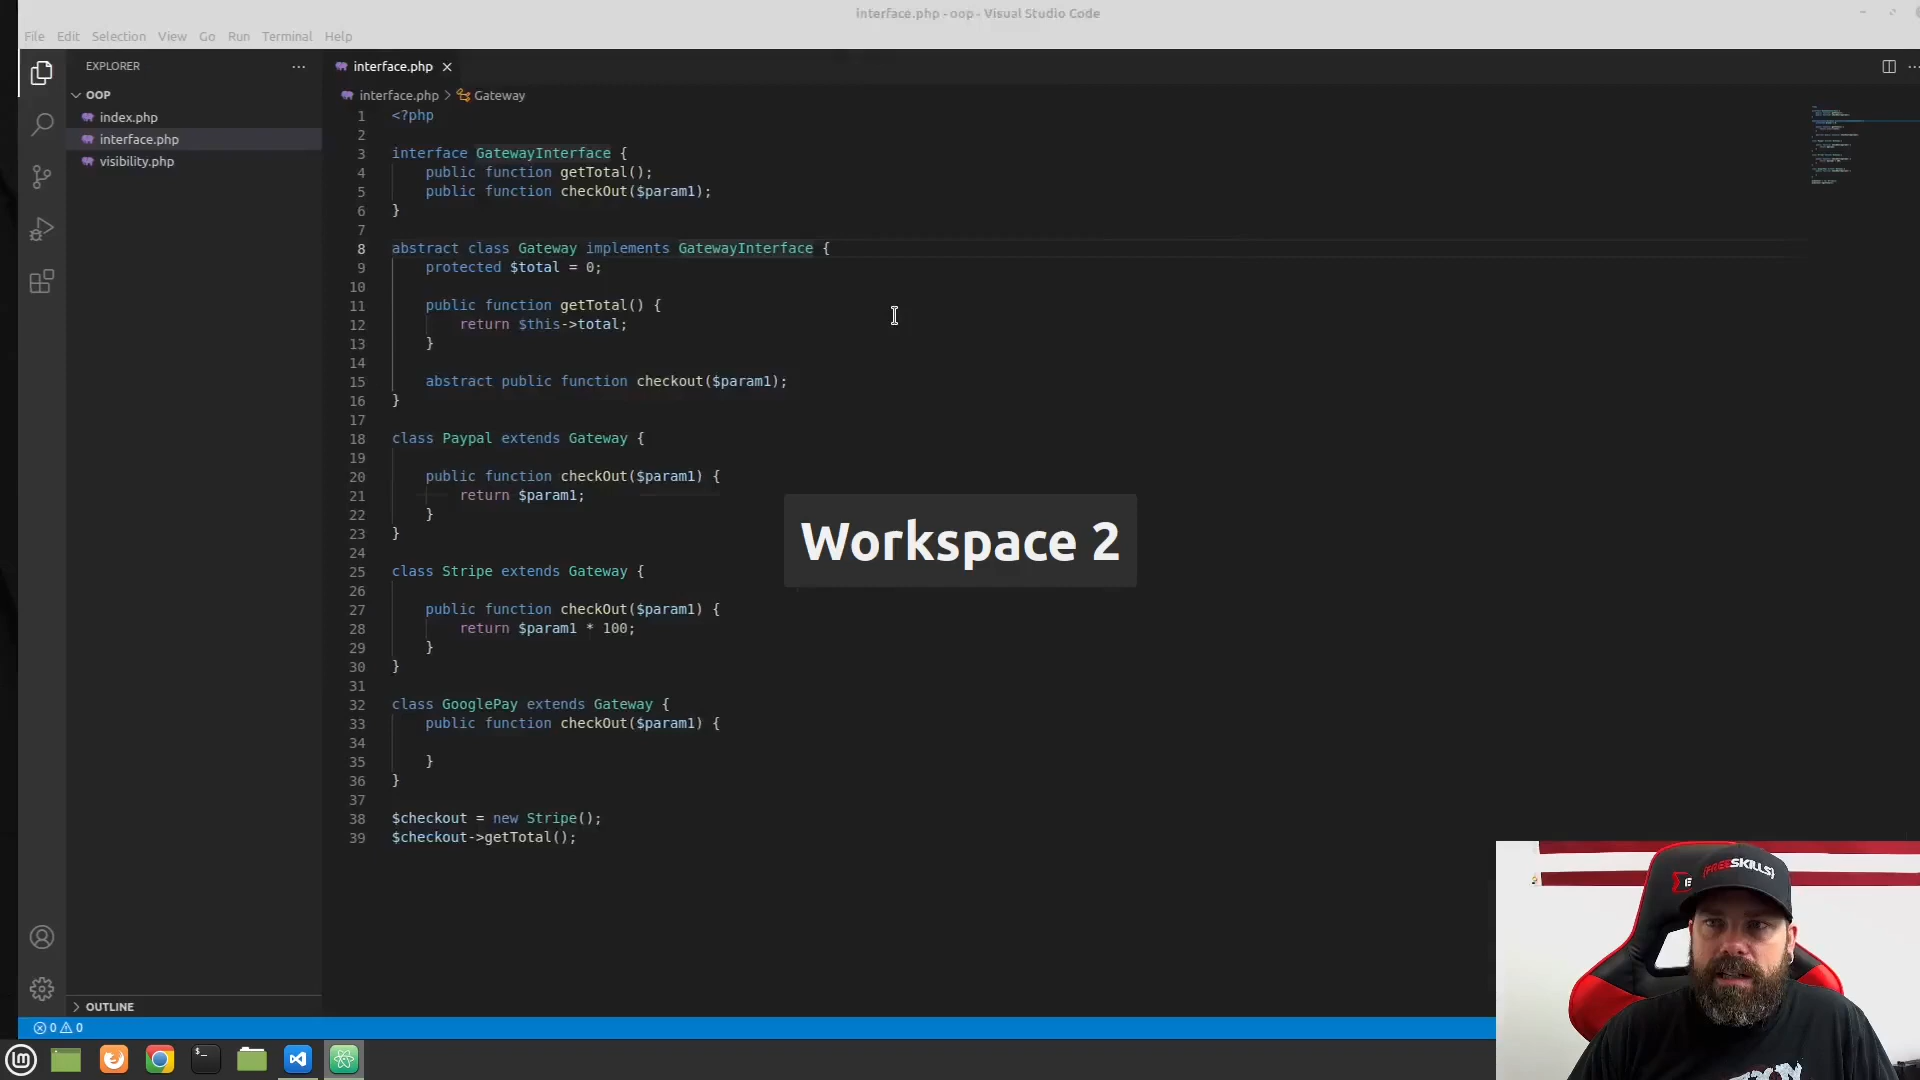 interface.php - oop - Visual Studio Code
File Edit Selection View Go Run Terminal Help
EXPLORER
OOP
index.php
interface.php
visibility.php
OUTLINE
interface.php
interface.php > Gateway
1 <?php
2
3 interface GatewayInterface {
4 public function getTotal();
5 public function checkOut($param1);
6 }
7
8 abstract class Gateway implements GatewayInterface {
9 protected $total = 0;
10
11 public function getTotal() {
12 return $this->total;
13 }
14
15 abstract public function checkout($param1);
16 }
17
18 class Paypal extends Gateway {
19
20 public function checkOut($param1) {
21 return $param1;
22 }
23 }
24
25 class Stripe extends Gateway {
26
27 public function checkOut($param1) {
28 return $param1 * 100;
29 }
30 }
31
32 class GooglePay extends Gateway {
33 public function checkOut($param1) {
34
35 }
36 }
37
38 $checkout = new Stripe();
39 $checkout->getTotal();
Workspace 2
0 0
{FREESKILLS}